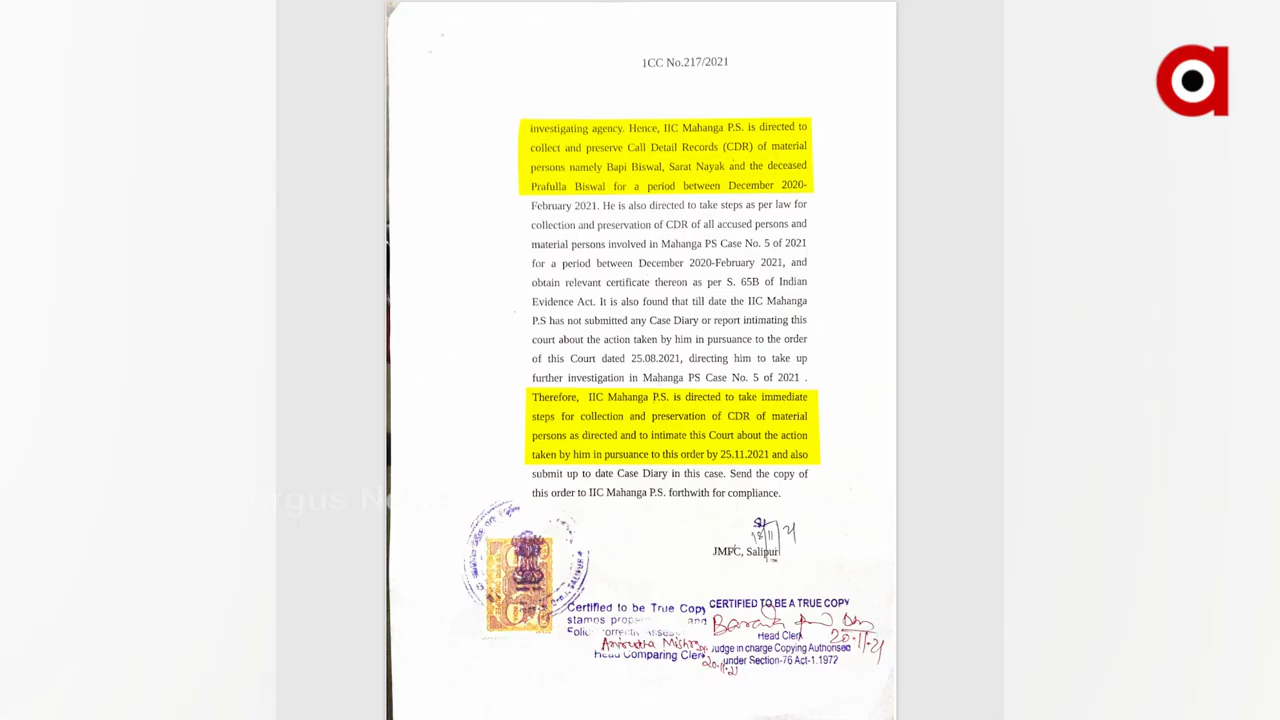 1CC No.217/2021
investigating agency. Hence, IIC Mahanga P.S. is directed to
collect and preserve Call Detail Records (CDR) of material
persons namely Bapi Biswal, Sarat Nayak and the deceased
Prafulla Biswal for a period between December 2020-
February 2021. He is also directed to take steps as per law for
collection and preservation of CDR of all accused persons and
material persons involved in Mahanga PS Case No. 5 of 2021
for a period between December 2020-February 2021, and
obtain relevant certificate thereon as per S. 65B of Indian
Evidence Act. It is also found that till date the IIC Mahanga
P.S has not submitted any Case Diary or report intimating this
court about the action taken by him in pursuance to the order
of this Court dated 25.08.2021, directing him to take up
further investigation in Mahanga PS Case No. 5 of 2021 .
Therefore, IIC Mahanga P.S. is directed to take immediate
steps for collection and preservation of CDR of material
persons as directed and to intimate this Court about the action
taken by him in pursuance to this order by 25.11.2021 and also
submit up to date Case Diary in this case. Send the copy of
this order to IIC Mahanga P.S. forthwith for compliance.
18/11/21
JMFC, Salipur
SALIPUR
Certified to be True Copy
stamps and
Head Comparing Clerk
20.11.21
CERTIFIED TO BE A TRUE COPY
Head Clerk
20.11.21
Judge in charge Copying Authorised
under Section-76 Act-1.1972